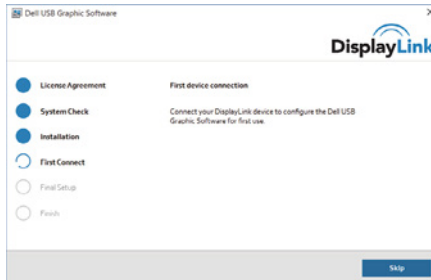 Dell USB Graphic Software
DisplayLink
License Agreement
First device connection
System Check
Connect your DisplayLink device to configure the Dell USB
Graphic Software for first use.
Installation
First Connect
Final Setup
Finish
Skip